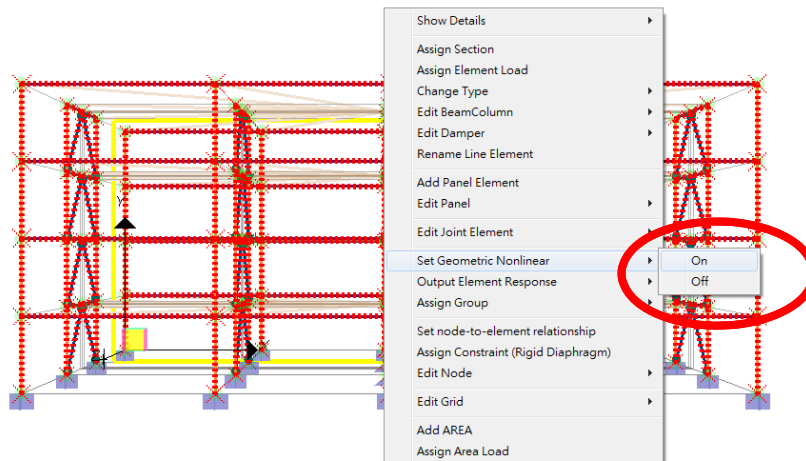 Show Details
Assign Section
Assign Element Load
Change Type
Edit BeamColumn
Edit Damper
Rename Line Element
Add Panel Element
Edit Panel
Edit Joint Element
Set Geometric Nonlinear
On
Output Element Response
Off
Assign Group
Set node-to-element relationship
Assign Constraint (Rigid Diaphragm)
Edit Node
Edit Grid
Add AREA
Assign Area Load
Y